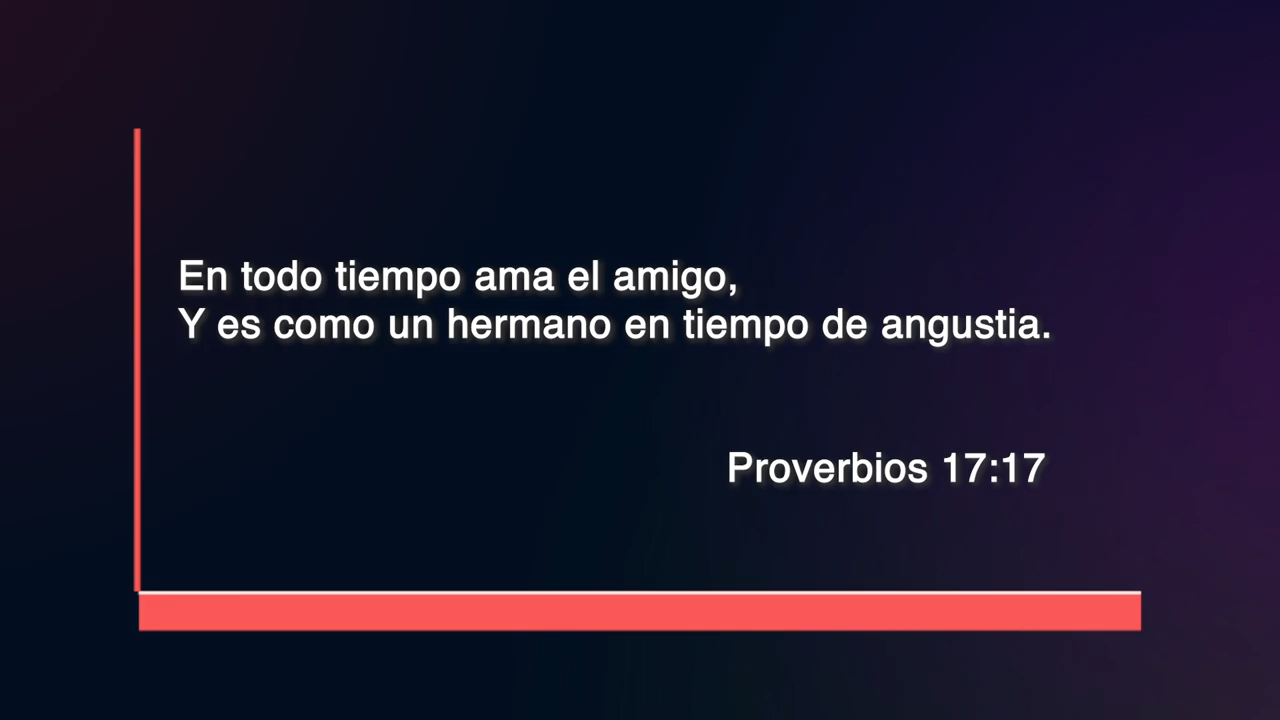 En todo tiempo ama el amigo,
Y es como un hermano en tiempo de angustia.
Proverbios 17:17